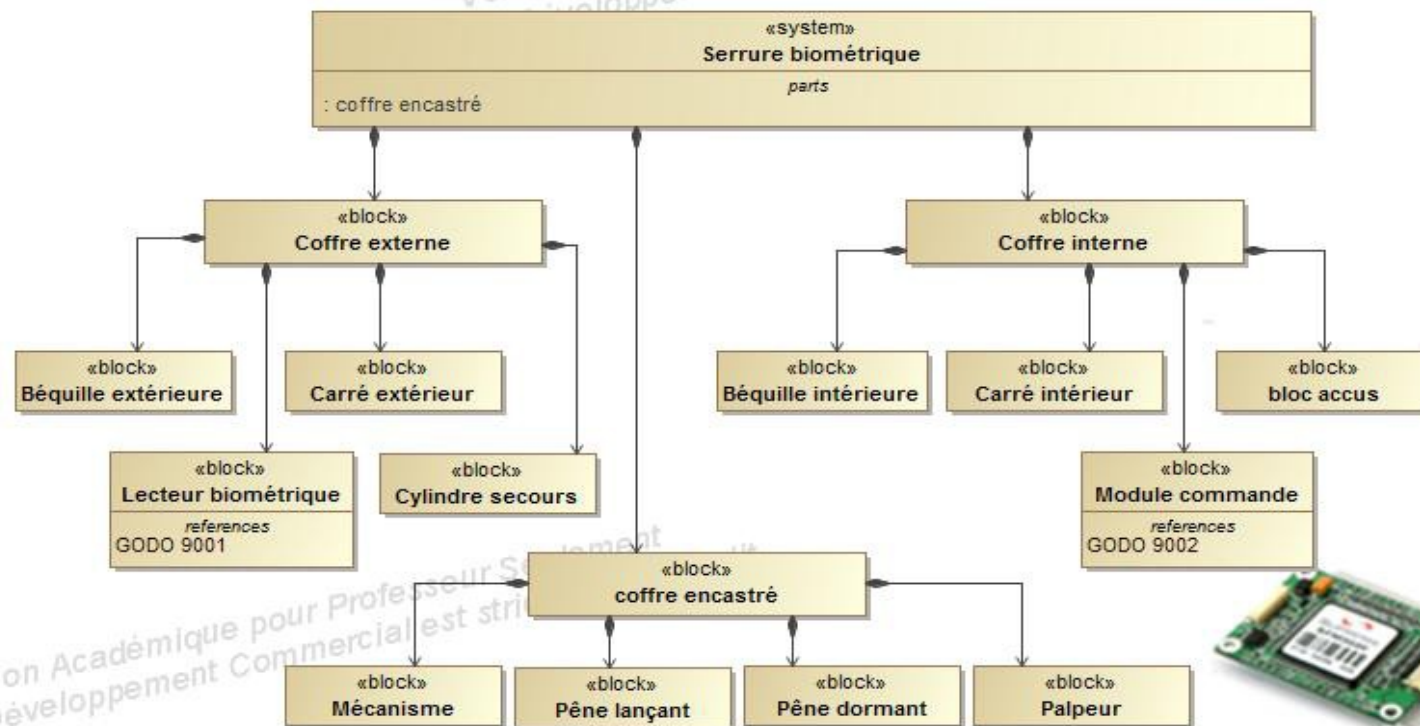 «system»
Serrure biométrique
parts
: coffre encastré
«block»
Coffre externe
«block»
Coffre interne
«block»
Béquille extérieure
«block»
Carré extérieur
«block»
Béquille intérieure
«block»
Carré intérieur
«block»
bloc accus
«block»
Lecteur biométrique
references
GODO 9001
«block»
Cylindre secours
«block»
Module commande
references
GODO 9002
«block»
coffre encastré
on Académique pour Professeur
éveloppement Commercial est
«block»
Mécanisme
«block»
Pêne lançant
«block»
Pêne dormant
«block»
Palpeur